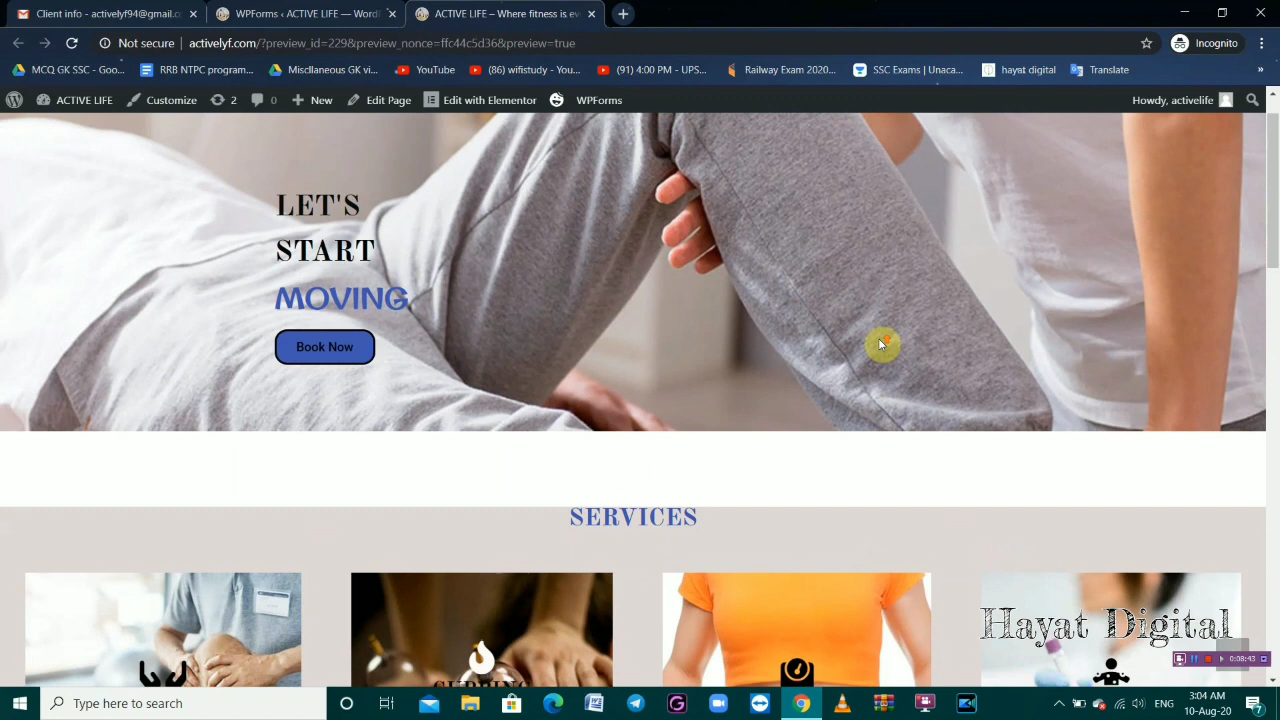 Client info - activelyf94@gmail.c
WPForms ‹ ACTIVE LIFE — Word
ACTIVE LIFE – Where fitness is ev
Not secure
activelyf.com/?preview_id=229&preview_nonce=ffc44c5d36&preview=true
Incognito
MCQ GK SSC - Goo...
RRB NTPC program...
Miscllaneous GK vi...
YouTube
(86) wifistudy - You...
(91) 4:00 PM - UPS...
Railway Exam 2020...
SSC Exams | Unaca...
hayat digital
Translate
»
ACTIVE LIFE
Customize
2
0
New
Edit Page
Edit with Elementor
WPForms
Howdy, activelife
LET'S
START
MOVING
Book Now
SERVICES
Hayat Digital
0:08:43
Type here to search
ENG
3:04 AM
10-Aug-20
7